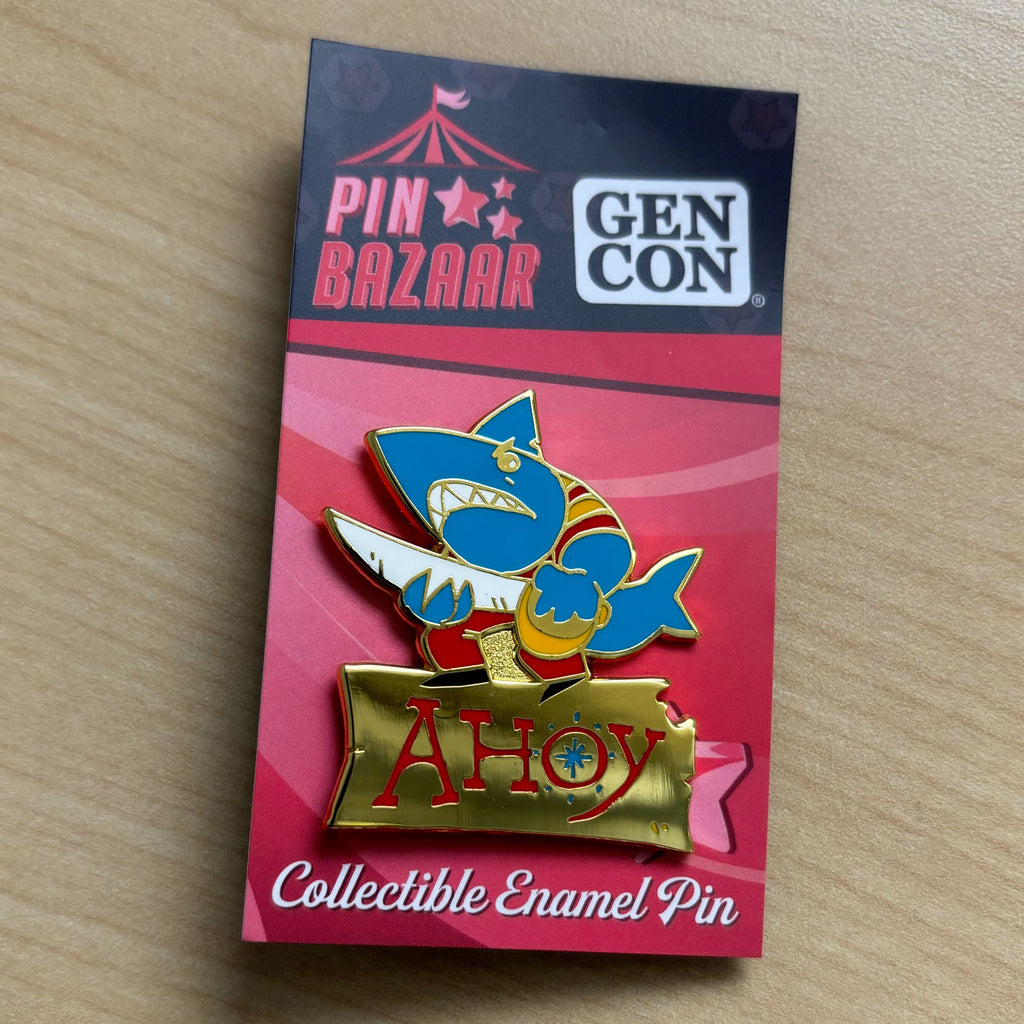 PIN
BAZAAR
GEN
CON®
AHOY
Collectible Enamel Pin